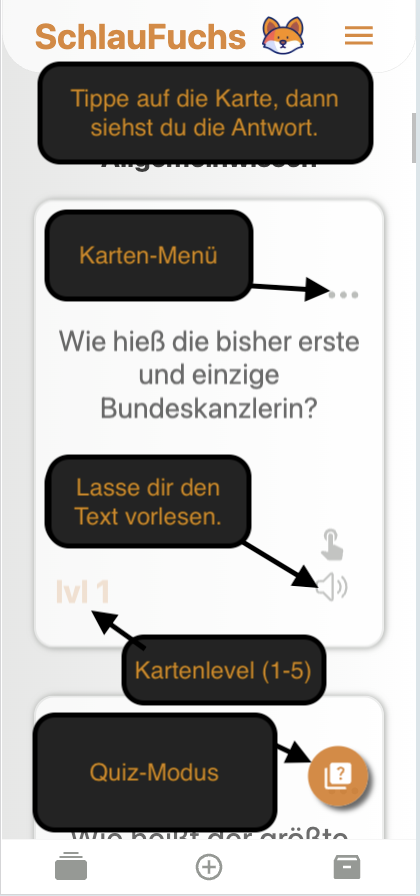 SchlauFuchs
Tippe auf die Karte, dann
siehst du die Antwort.
Allgemeinwissen
Karten-Menü
Wie hieß die bisher erste
und einzige
Bundeskanzlerin?
Lasse dir den
Text vorlesen.
lvl 1
Kartenlevel (1-5)
Quiz-Modus
?
Wie heißt der größte